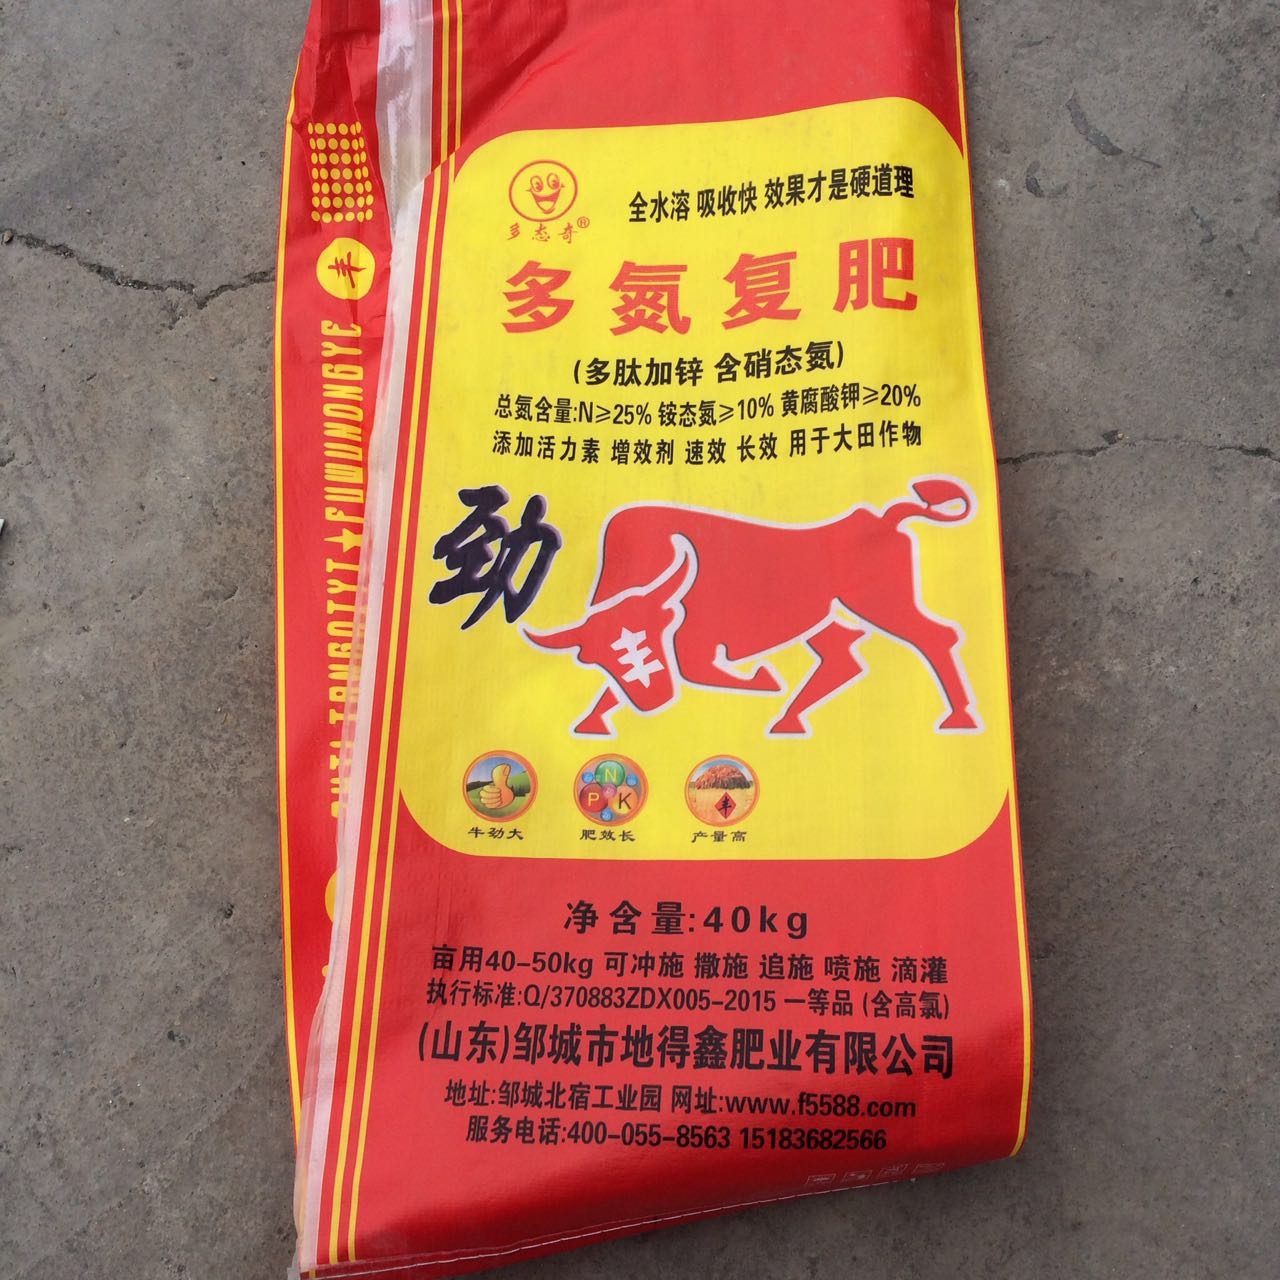 多态奇®
全水溶 吸收快 效果才是硬道理
多氮复肥
(多肽加锌 含硝态氮)
总氮含量:N≥25% 铵态氮≥10% 黄腐酸钾≥20%
添加活力素 增效剂 速效 长效 用于大田作物
劲
丰
N
P K
丰
牛劲大 肥效长 产量高
净含量:40kg
亩用40-50kg 可冲施 撒施 追施 喷施 滴灌
执行标准:Q/370883ZDX005-2015 一等品 (含高氯)
(山东)邹城市地得鑫肥业有限公司
地址:邹城北宿工业园 网址:www.f5588.com
服务电话:400-055-8563 15183682566
丰
FUWUNONGYE